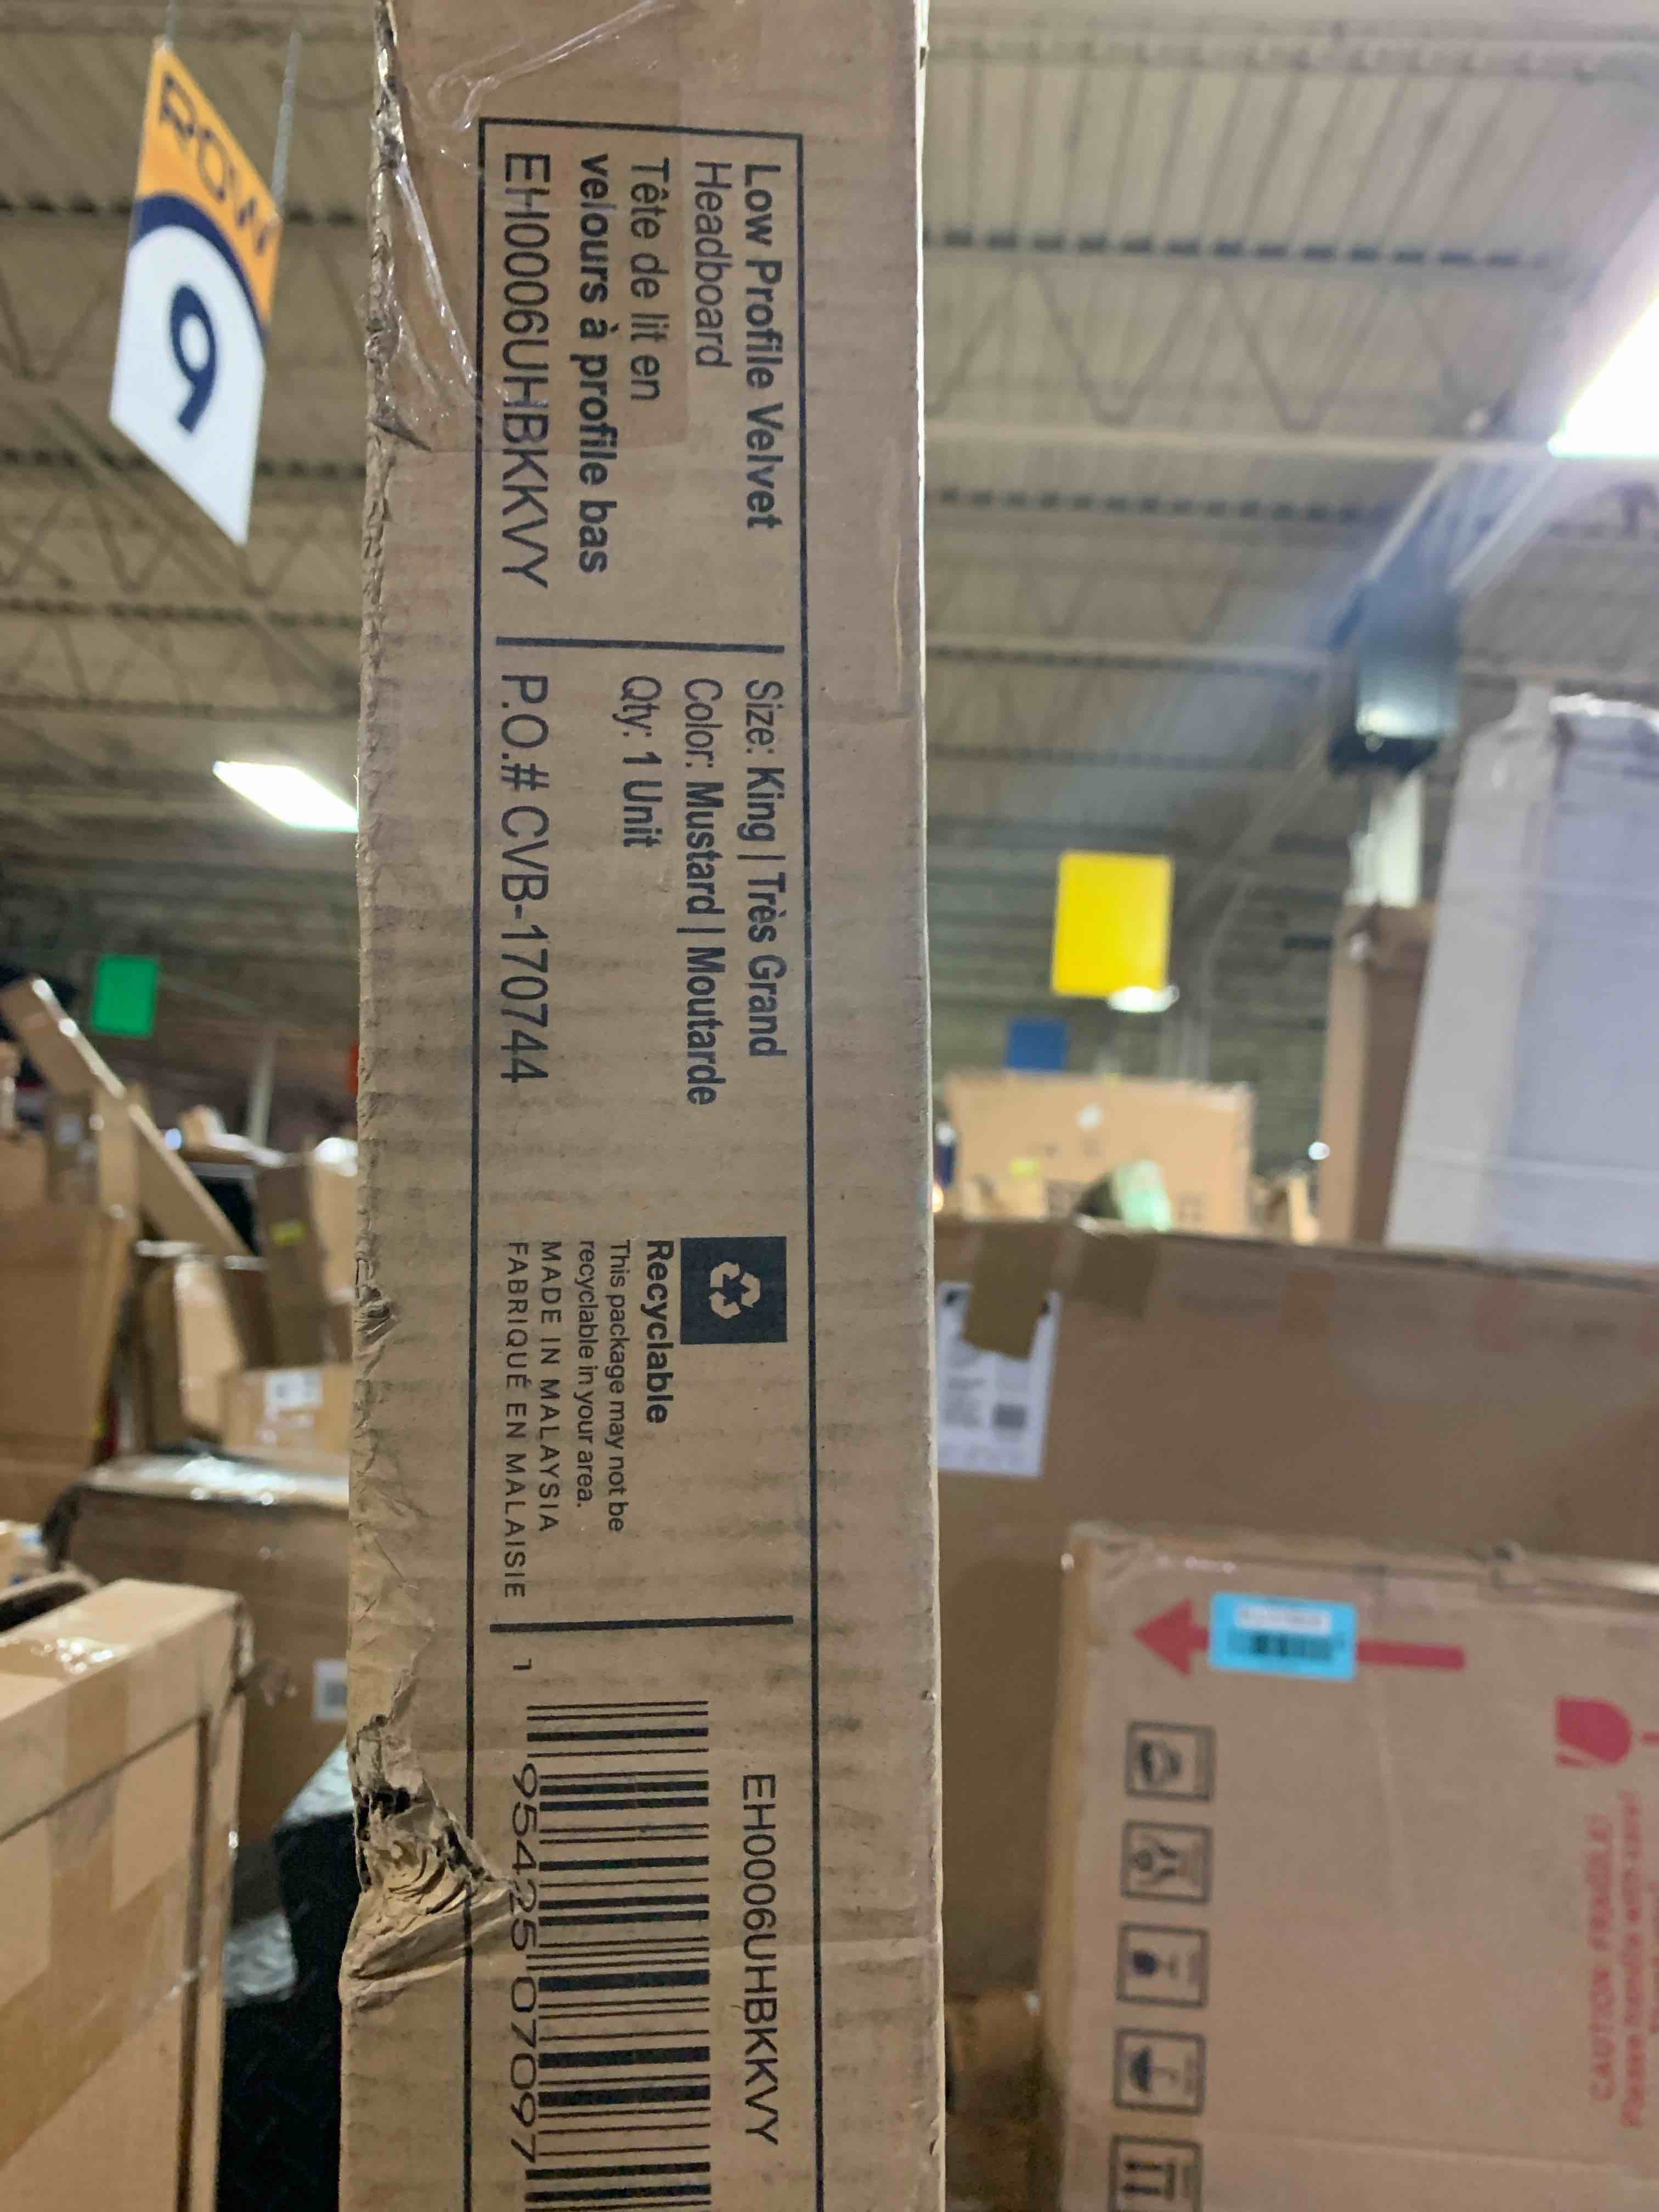 ROW
9
Low Profile Velvet
Headboard
Tête de lit en
velours à profile bas
EH0006UHBKKVY
Size: King | Très Grand
Color: Mustard | Moutarde
Qty: 1 Unit
P.O.# CVB-170744
Recyclable
This package may not be
recyclable in your area.
MADE IN MALAYSIA
FABRIQUÉ EN MALAISIE
EH0006UHBKKVY
1 95425 07097